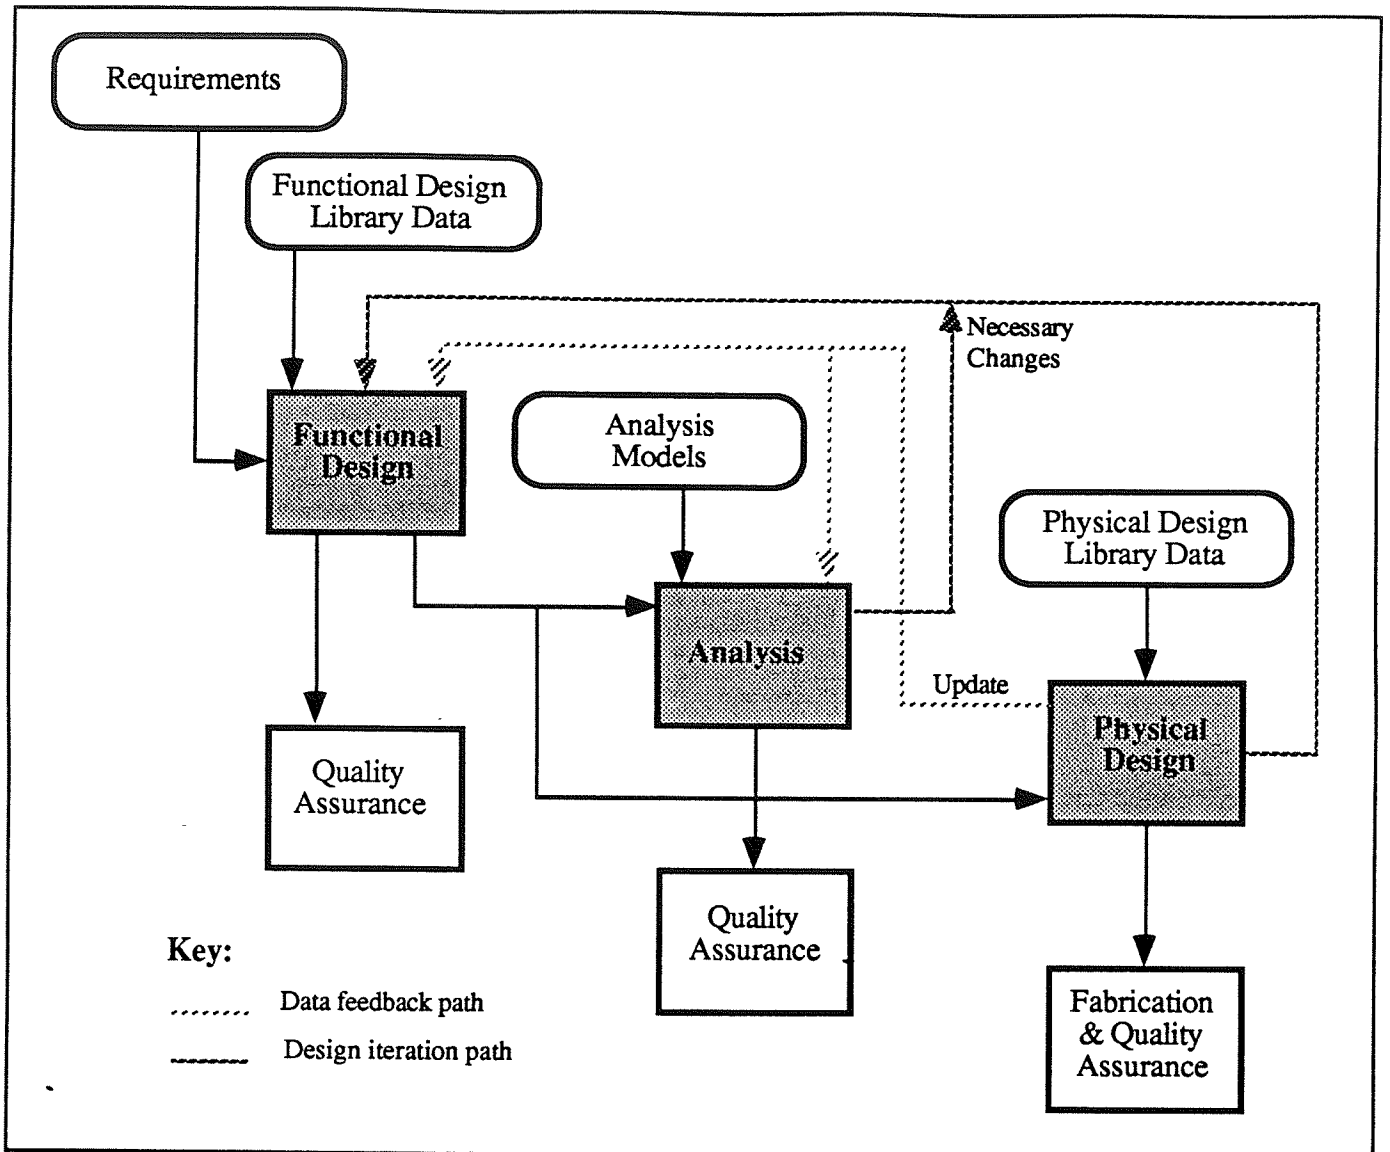 Requirements
Functional Design
Library Data
Necessary
Changes
Functional
Design
Analysis
Models
Physical Design
Library Data
Analysis
Update
Physical
Design
Quality
Assurance
Quality
Assurance
Key:
Data feedback path
Design iteration path
Fabrication
& Quality
Assurance